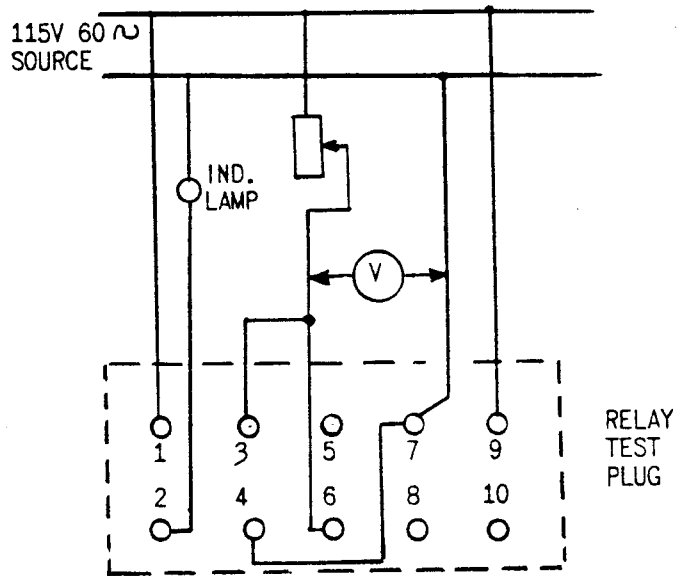 115V 60 ~
SOURCE
IND.
LAMP
V
1 3 5 7 9
2 4 6 8 10
RELAY
TEST
PLUG